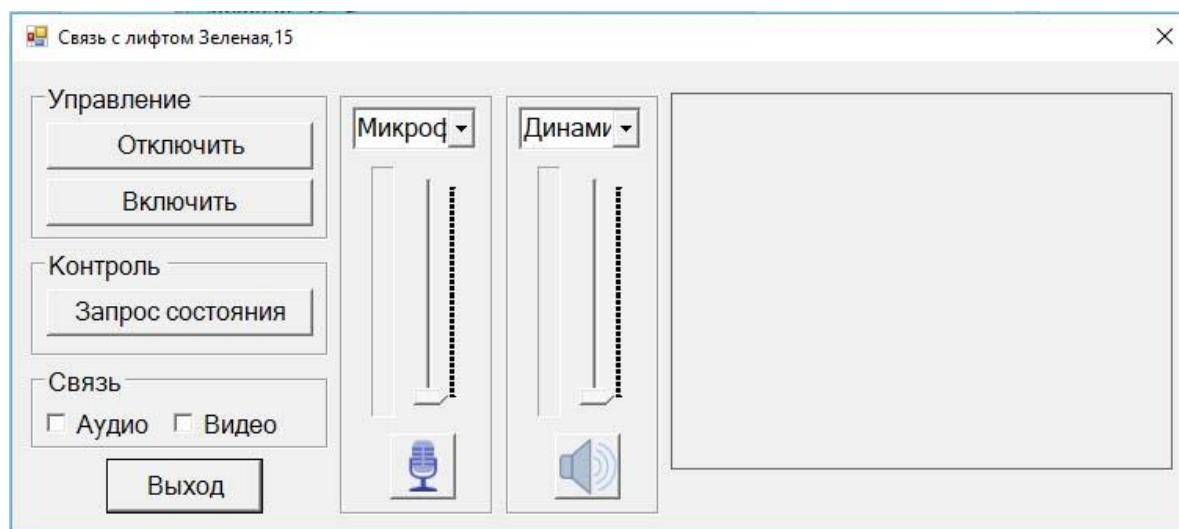 Связь с лифтом Зеленая,15
Управление
Отключить
Включить
Контроль
Запрос состояния
Связь
Аудио
Видео
Выход
Микроф
Динами